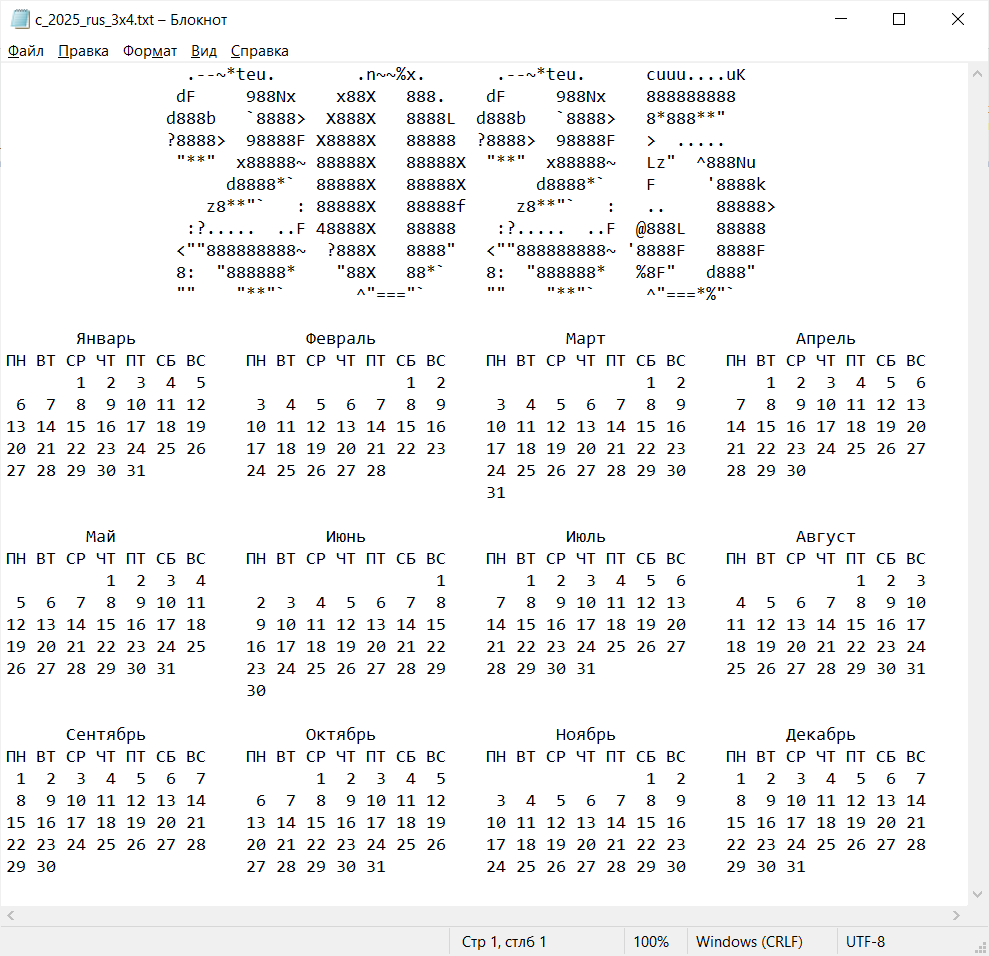 c_2025_rus_3x4.txt – Блокнот
Файл Правка Формат Вид Справка
  .--~*teu.        .n~~%x.       .--~*teu.      cuuu....uK
 dF     988Nx    x88X   888.    dF     988Nx    888888888
d888b   `8888>  X888X   8888L  d888b   `8888>   8*888**"
?8888>  98888F X8888X   88888  ?8888>  98888F   >  .....
 "**"  x88888~ 88888X   88888X  "**"  x88888~   Lz"  ^888Nu
      d8888*`  88888X   88888X       d8888*`    F     '8888k
    z8**"`   : 88888X   88888f     z8**"`   :   ..     88888>
  :?.....  ..F 48888X   88888    :?.....  ..F  @888L   88888
 <""888888888~  ?888X   8888"   <""888888888~ '8888F   8888F
 8:  "888888*    "88X   88*`    8:  "888888*   %8F"   d888"
 ""    "**"`       ^"==="`      ""    "**"`     ^"===*%"`
Январь Февраль Март Апрель
ПН ВТ СР ЧТ ПТ СБ ВС    ПН ВТ СР ЧТ ПТ СБ ВС    ПН ВТ СР ЧТ ПТ СБ ВС    ПН ВТ СР ЧТ ПТ СБ ВС
       1  2  3  4  5                    1  2                    1  2        1  2  3  4  5  6
 6  7  8  9 10 11 12     3  4  5  6  7  8  9     3  4  5  6  7  8  9     7  8  9 10 11 12 13
13 14 15 16 17 18 19    10 11 12 13 14 15 16    10 11 12 13 14 15 16    14 15 16 17 18 19 20
20 21 22 23 24 25 26    17 18 19 20 21 22 23    17 18 19 20 21 22 23    21 22 23 24 25 26 27
27 28 29 30 31          24 25 26 27 28          24 25 26 27 28 29 30    28 29 30
                                                31
Май Июнь Июль Август
ПН ВТ СР ЧТ ПТ СБ ВС    ПН ВТ СР ЧТ ПТ СБ ВС    ПН ВТ СР ЧТ ПТ СБ ВС    ПН ВТ СР ЧТ ПТ СБ ВС
          1  2  3  4                       1        1  2  3  4  5  6                 1  2  3
 5  6  7  8  9 10 11     2  3  4  5  6  7  8     7  8  9 10 11 12 13     4  5  6  7  8  9 10
12 13 14 15 16 17 18     9 10 11 12 13 14 15    14 15 16 17 18 19 20    11 12 13 14 15 16 17
19 20 21 22 23 24 25    16 17 18 19 20 21 22    21 22 23 24 25 26 27    18 19 20 21 22 23 24
26 27 28 29 30 31       23 24 25 26 27 28 29    28 29 30 31             25 26 27 28 29 30 31
                        30
Сентябрь Октябрь Ноябрь Декабрь
ПН ВТ СР ЧТ ПТ СБ ВС    ПН ВТ СР ЧТ ПТ СБ ВС    ПН ВТ СР ЧТ ПТ СБ ВС    ПН ВТ СР ЧТ ПТ СБ ВС
 1  2  3  4  5  6  7           1  2  3  4  5                    1  2     1  2  3  4  5  6  7
 8  9 10 11 12 13 14     6  7  8  9 10 11 12     3  4  5  6  7  8  9     8  9 10 11 12 13 14
15 16 17 18 19 20 21    13 14 15 16 17 18 19    10 11 12 13 14 15 16    15 16 17 18 19 20 21
22 23 24 25 26 27 28    20 21 22 23 24 25 26    17 18 19 20 21 22 23    22 23 24 25 26 27 28
29 30                   27 28 29 30 31          24 25 26 27 28 29 30    29 30 31
Стр 1, стлб 1 100% Windows (CRLF) UTF-8